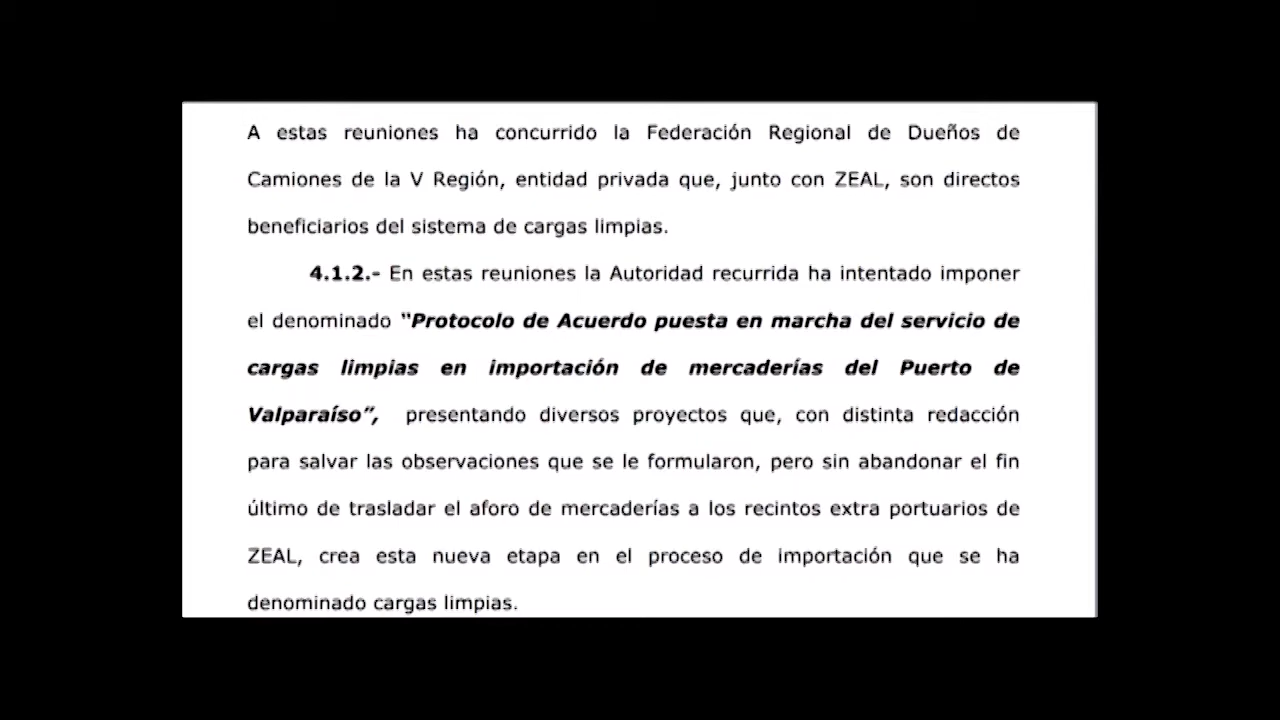 A estas reuniones ha concurrido la Federación Regional de Dueños de
Camiones de la V Región, entidad privada que, junto con ZEAL, son directos
beneficiarios del sistema de cargas limpias.
4.1.2.- En estas reuniones la Autoridad recurrida ha intentado imponer
el denominado "Protocolo de Acuerdo puesta en marcha del servicio de
cargas limpias en importación de mercaderías del Puerto de
Valparaíso", presentando diversos proyectos que, con distinta redacción
para salvar las observaciones que se le formularon, pero sin abandonar el fin
último de trasladar el aforo de mercaderías a los recintos extra portuarios de
ZEAL, crea esta nueva etapa en el proceso de importación que se ha
denominado cargas limpias.